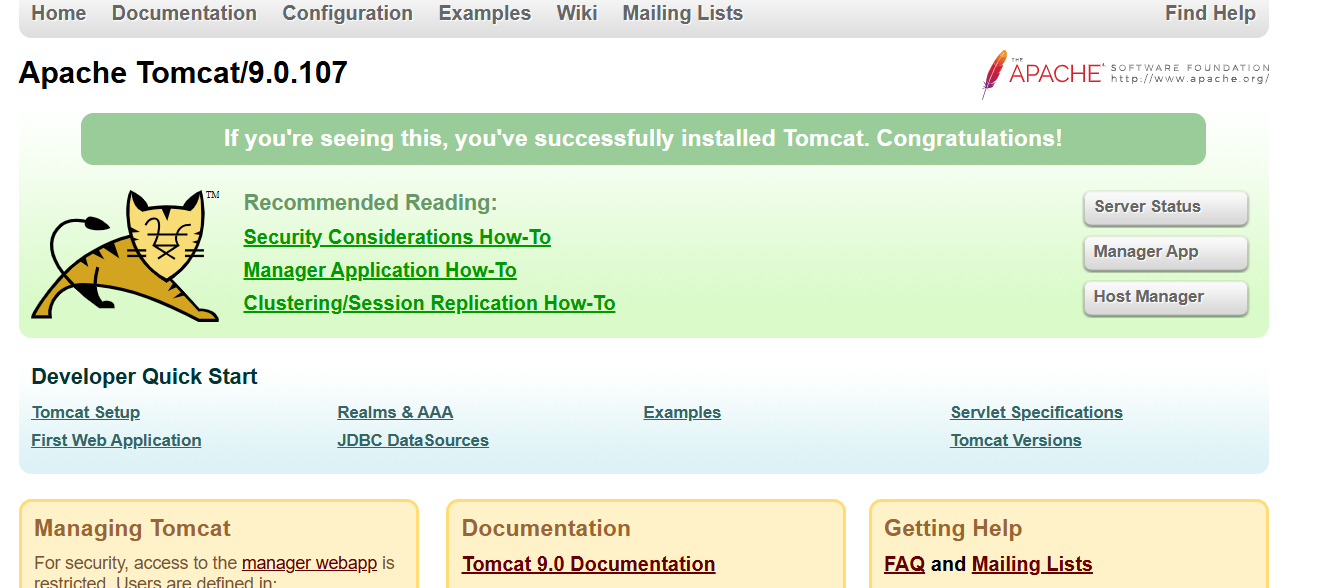 Home Documentation Configuration Examples Wiki Mailing Lists Find Help
Apache Tomcat/9.0.107
THE APACHE SOFTWARE FOUNDATION
http://www.apache.org/
If you're seeing this, you've successfully installed Tomcat. Congratulations!
TM
Recommended Reading:
Security Considerations How-To
Manager Application How-To
Clustering/Session Replication How-To
Server Status
Manager App
Host Manager
Developer Quick Start
Tomcat Setup
First Web Application
Realms & AAA
JDBC DataSources
Examples
Servlet Specifications
Tomcat Versions
Managing Tomcat
For security, access to the manager webapp is
restricted. Users are defined in:
Documentation
Tomcat 9.0 Documentation
Getting Help
FAQ and Mailing Lists